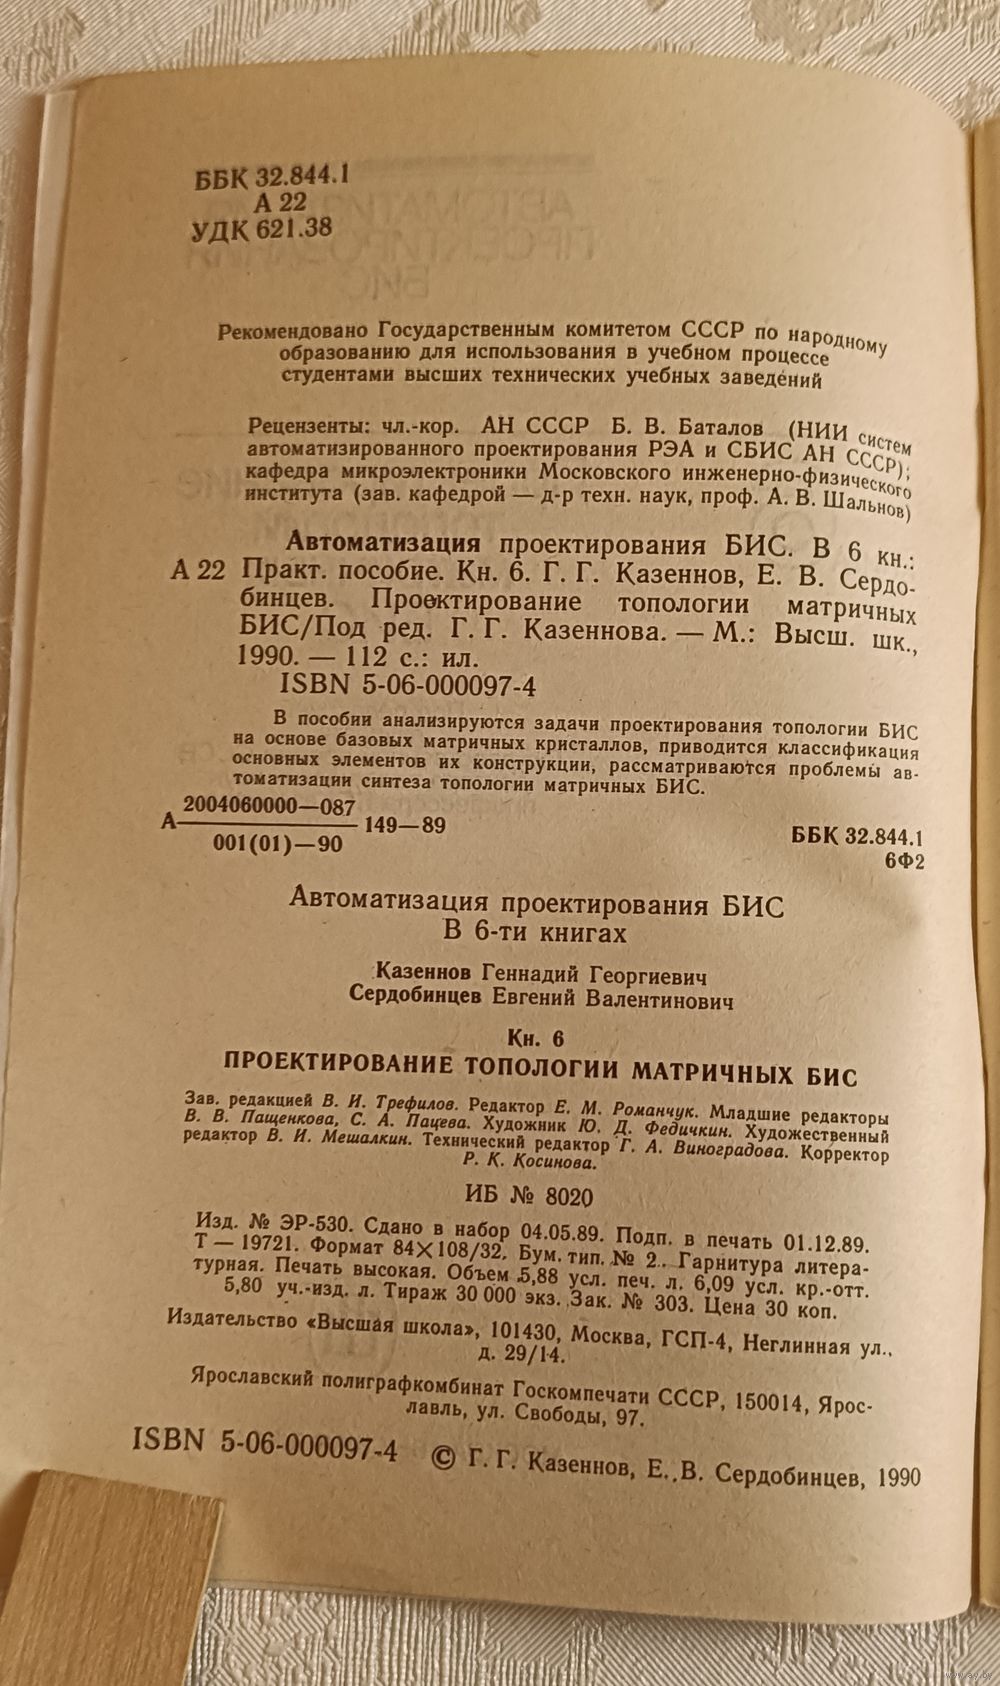 ББК 32.844.1
А 22
УДК 621.38
Рекомендовано Государственным комитетом СССР по народному
образованию для использования в учебном процессе
студентами высших технических учебных заведений
Рецензенты: чл.-кор. АН СССР Б. В. Баталов (НИИ систем
автоматизированного проектирования РЭА и СБИС АН СССР);
кафедра микроэлектроники Московского инженерно-физического
института (зав. кафедрой — д-р техн. наук, проф. А. В. Шальнов)
Автоматизация проектирования БИС. В 6 кн.:
А 22 Практ. пособие. Кн. 6. Г. Г. Казеннов, Е. В. Сердо-
бинцев. Проектирование топологии матричных
БИС/Под ред. Г. Г. Казеннова. — М.: Высш. шк.,
1990. — 112 с.: ил.
ISBN 5-06-000097-4
В пособии анализируются задачи проектирования топологии БИС
на основе базовых матричных кристаллов, приводится классификация
основных элементов их конструкции, рассматриваются проблемы ав-
томатизации синтеза топологии матричных БИС.
2004060000—087
А 149—89
001(01)—90
ББК 32.844.1
6Ф2
Автоматизация проектирования БИС
В 6-ти книгах
Казеннов Геннадий Георгиевич
Сердобинцев Евгений Валентинович
Кн. 6
ПРОЕКТИРОВАНИЕ ТОПОЛОГИИ МАТРИЧНЫХ БИС
Зав. редакцией В. И. Трефилов. Редактор Е. М. Романчук. Младшие редакторы
В. В. Пащенкова, С. А. Пацева. Художник Ю. Д. Федичкин. Художественный
редактор В. И. Мешалкин. Технический редактор Г. А. Виноградова. Корректор
Р. К. Косинова.
ИБ № 8020
Изд. № ЭР-530. Сдано в набор 04.05.89. Подп. в печать 01.12.89.
Т — 19721. Формат 84×108/32. Бум. тип. № 2. Гарнитура литера-
турная. Печать высокая. Объем 5,88 усл. печ. л. 6,09 усл. кр.-отт.
5,80 уч.-изд. л. Тираж 30 000 экз. Зак. № 303. Цена 30 коп.
Издательство «Высшая школа», 101430, Москва, ГСП-4, Неглинная ул.,
д. 29/14.
Ярославский полиграфкомбинат Госкомпечати СССР, 150014, Ярос-
лавль, ул. Свободы, 97.
ISBN 5-06-000097-4 © Г. Г. Казеннов, Е. В. Сердобинцев, 1990